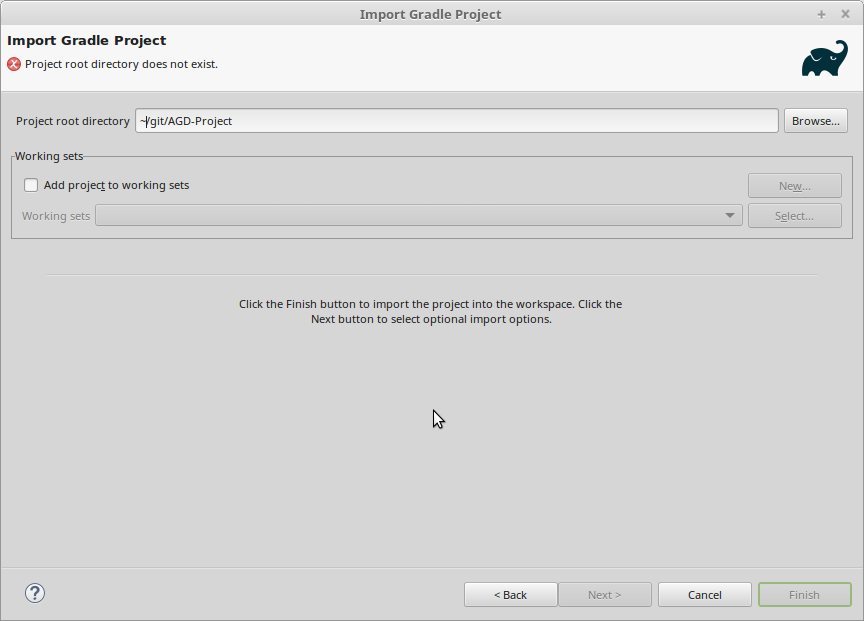 Import Gradle Project
Import Gradle Project
Project root directory does not exist.
Project root directory ~/git/AGD-Project Browse...
Working sets
Add project to working sets New...
Working sets Select...
Click the Finish button to import the project into the workspace. Click the
Next button to select optional import options.
? < Back Next > Cancel Finish